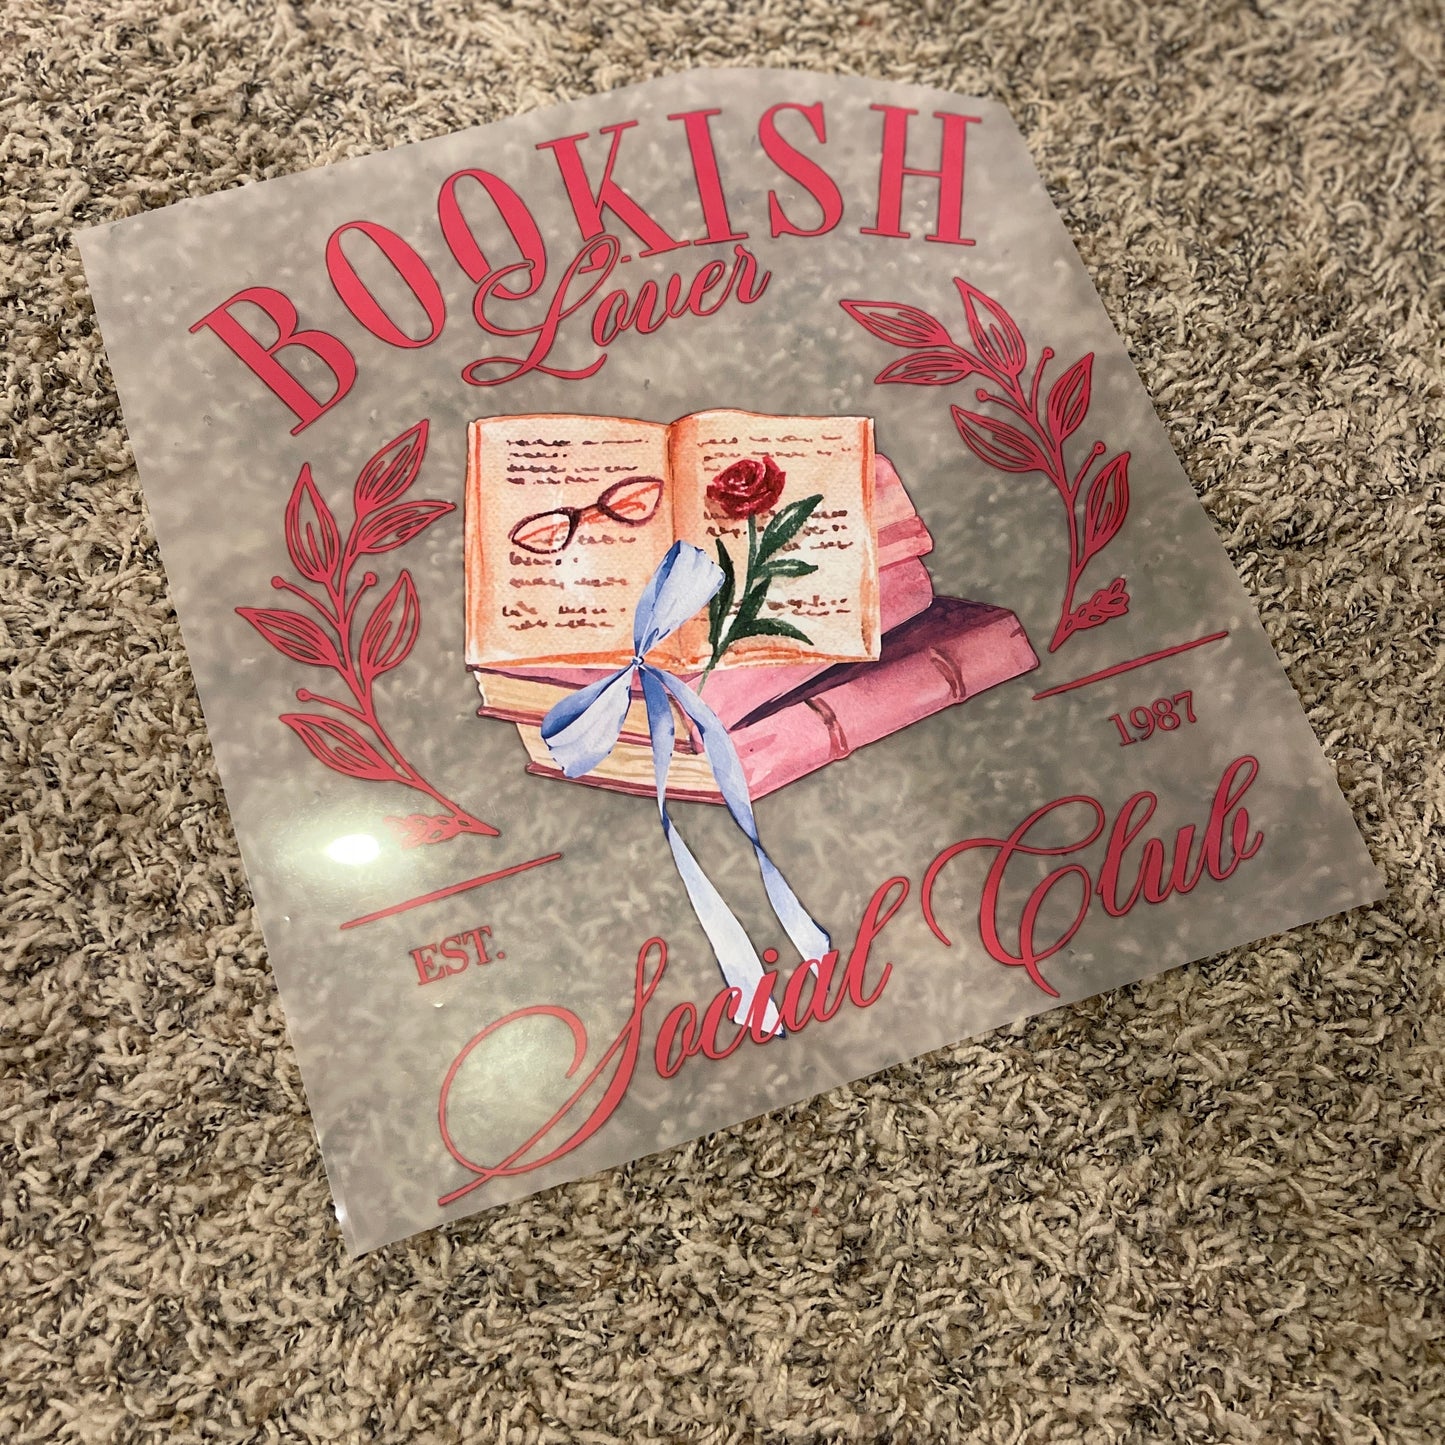 BOOKISH
Lover
EST.
1987
Social Club